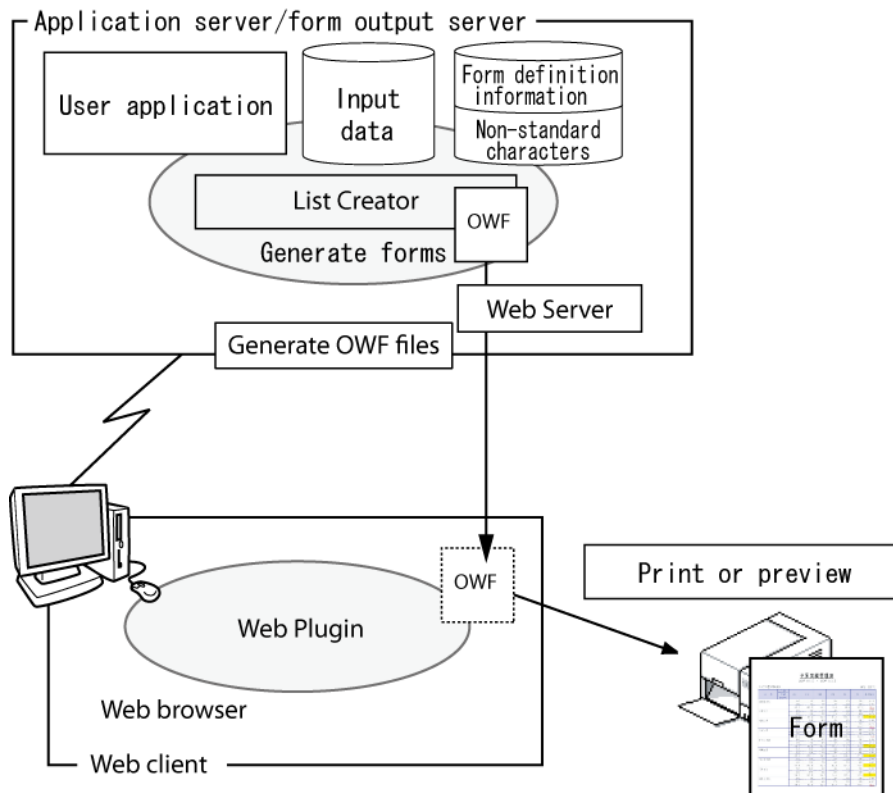 Application server/form output server
User application
Input
data
Form definition
information
Non-standard
characters
List Creator
OWF
Generate forms
Web Server
Generate OWF files
OWF
Print or preview
Web Plugin
Web browser
Form
Web client